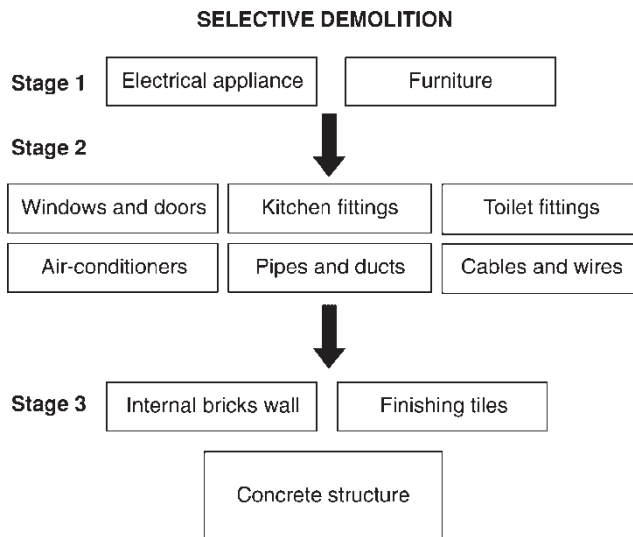 SELECTIVE DEMOLITION
Stage 1
Electrical appliance
Furniture
Stage 2
Windows and doors
Kitchen fittings
Toilet fittings
Air-conditioners
Pipes and ducts
Cables and wires
Stage 3
Internal bricks wall
Finishing tiles
Concrete structure